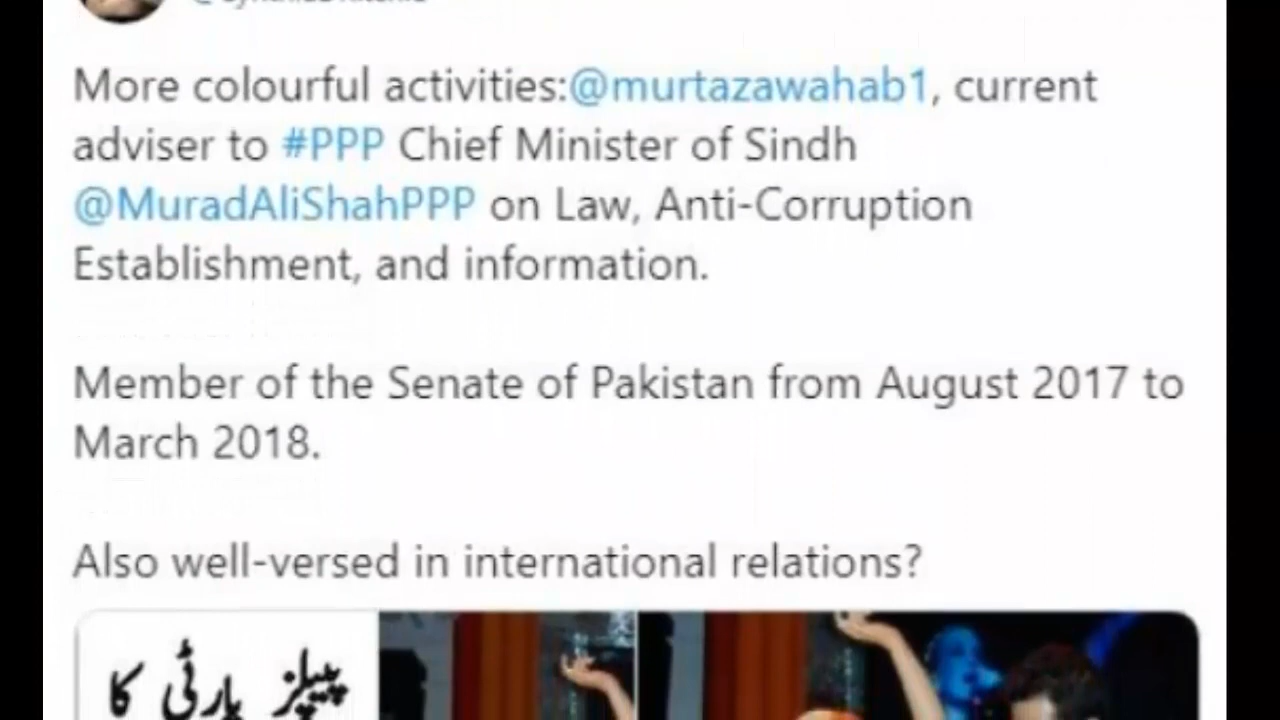 More colourful activities:@murtazawahab1, current
adviser to #PPP Chief Minister of Sindh
@MuradAliShahPPP on Law, Anti-Corruption
Establishment, and information.
Member of the Senate of Pakistan from August 2017 to
March 2018.
Also well-versed in international relations?
پیپلز پارٹی کا